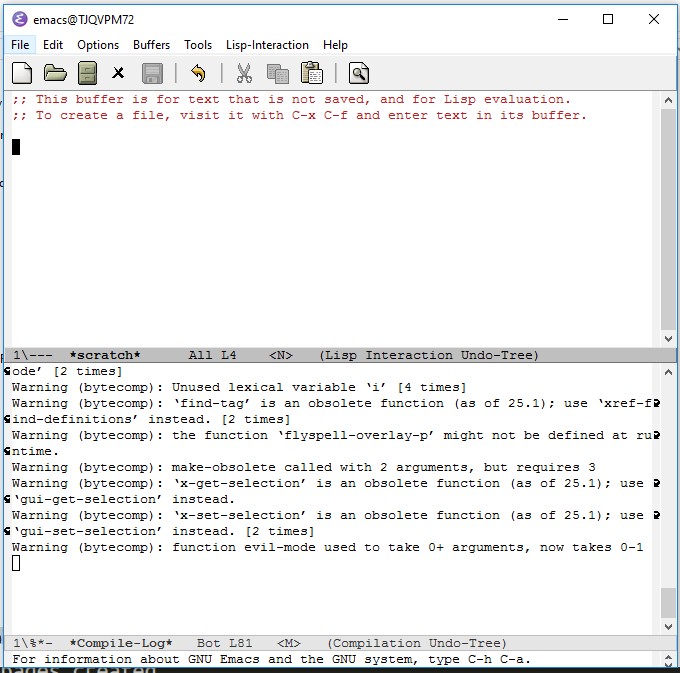 emacs@TJQVPM72
File Edit Options Buffers Tools Lisp-Interaction Help
;; This buffer is for text that is not saved, and for Lisp evaluation.
;; To create a file, visit it with C-x C-f and enter text in its buffer.
1\--- *scratch* All L4 <N> (Lisp Interaction Undo-Tree)
ode’ [2 times]
Warning (bytecomp): Unused lexical variable ‘i’ [4 times]
Warning (bytecomp): ‘find-tag’ is an obsolete function (as of 25.1); use ‘xref-f
ind-definitions’ instead. [2 times]
Warning (bytecomp): the function ‘flyspell-overlay-p’ might not be defined at ru
ntime.
Warning (bytecomp): make-obsolete called with 2 arguments, but requires 3
Warning (bytecomp): ‘x-get-selection’ is an obsolete function (as of 25.1); use
‘gui-get-selection’ instead.
Warning (bytecomp): ‘x-set-selection’ is an obsolete function (as of 25.1); use
‘gui-set-selection’ instead. [2 times]
Warning (bytecomp): function evil-mode used to take 0+ arguments, now takes 0-1
1\%*- *Compile-Log* Bot L81 <M> (Compilation Undo-Tree)
For information about GNU Emacs and the GNU system, type C-h C-a.